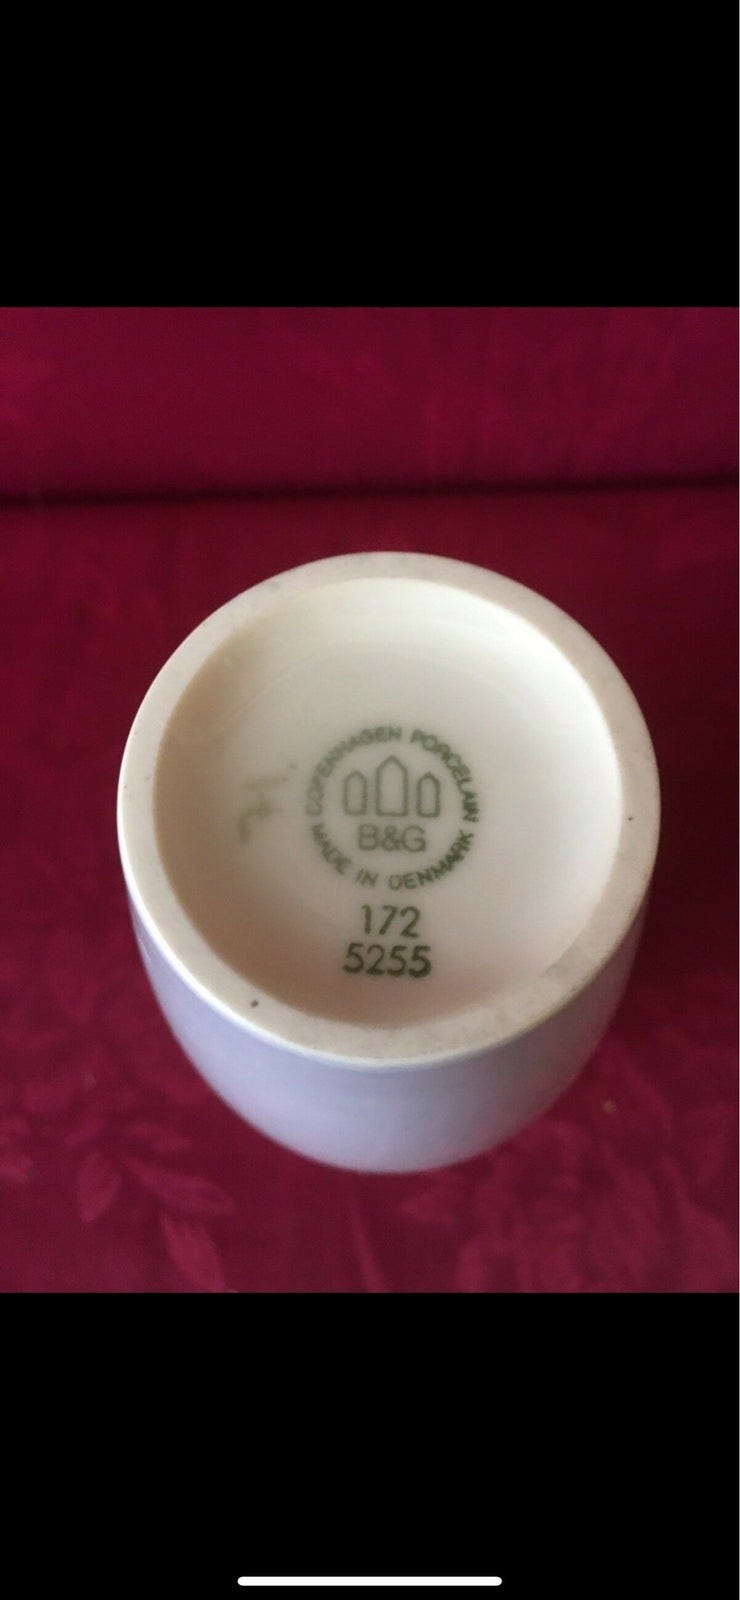 COPENHAGEN PORCELAIN
B&G
MADE IN DENMARK
172
5255